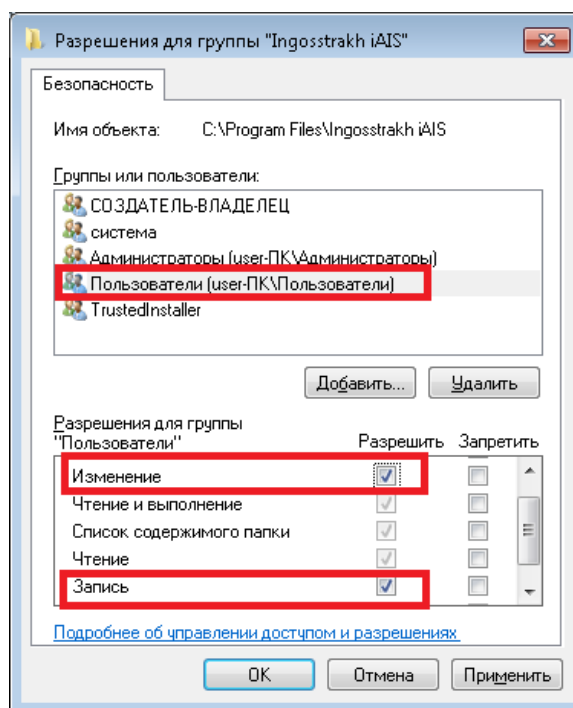 Разрешения для группы "Ingosstrakh iAIS"
Безопасность
Имя объекта: C:\Program Files\Ingosstrakh iAIS
Группы или пользователи:
СОЗДАТЕЛЬ-ВЛАДЕЛЕЦ
система
Администраторы (user-ПК\Администраторы)
Пользователи (user-ПК\Пользователи)
TrustedInstaller
Добавить... Удалить
Разрешения для группы
"Пользователи" Разрешить Запретить
Изменение
Чтение и выполнение
Список содержимого папки
Чтение
Запись
Подробнее об управлении доступом и разрешениях
ОК Отмена Применить